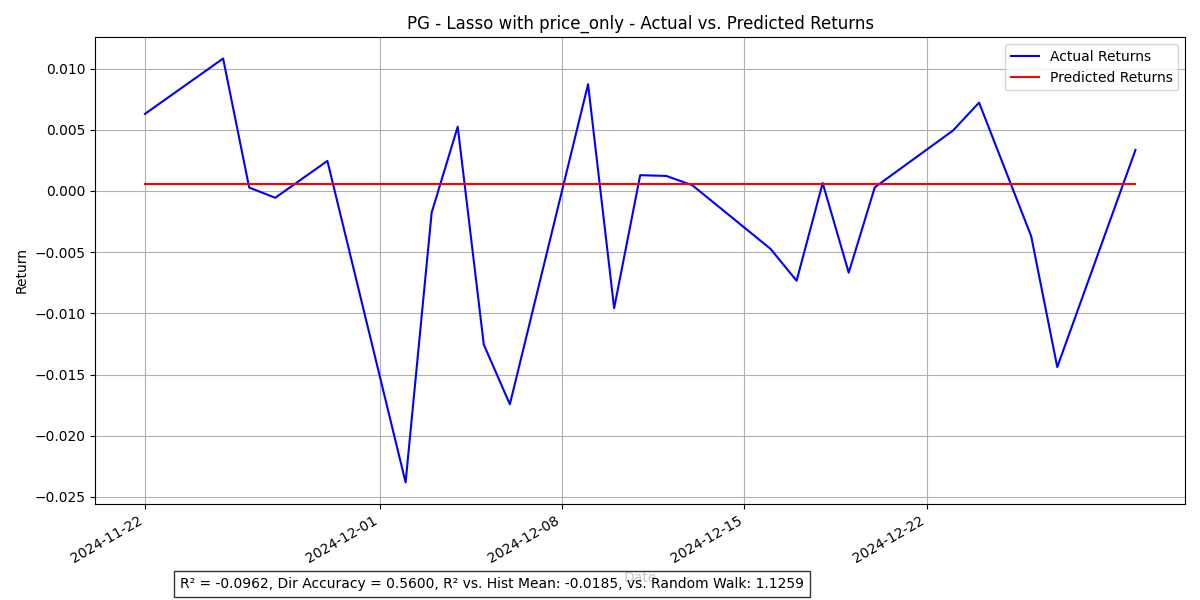 PG - Lasso with price_only - Actual vs. Predicted Returns
Actual Returns
Predicted Returns
0.010
0.005
0.000
−0.005
−0.010
−0.015
−0.020
−0.025
Return
2024-11-22
2024-12-01
2024-12-08
2024-12-15
2024-12-22
Date
R² = -0.0962, Dir Accuracy = 0.5600, R² vs. Hist Mean: -0.0185, vs. Random Walk: 1.1259